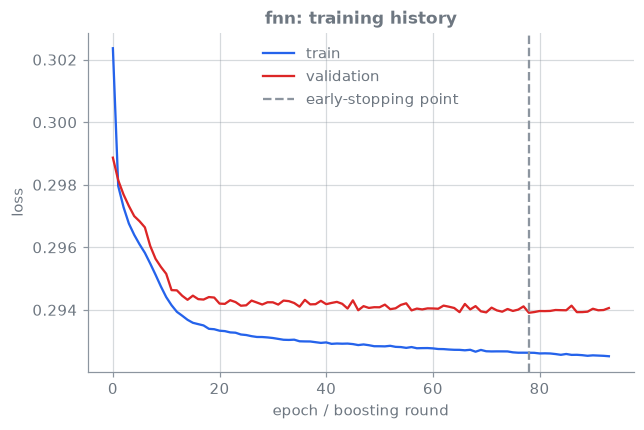 fnn: training history
train
validation
early-stopping point
loss
0.302
0.300
0.298
0.296
0.294
0 20 40 60 80
epoch / boosting round